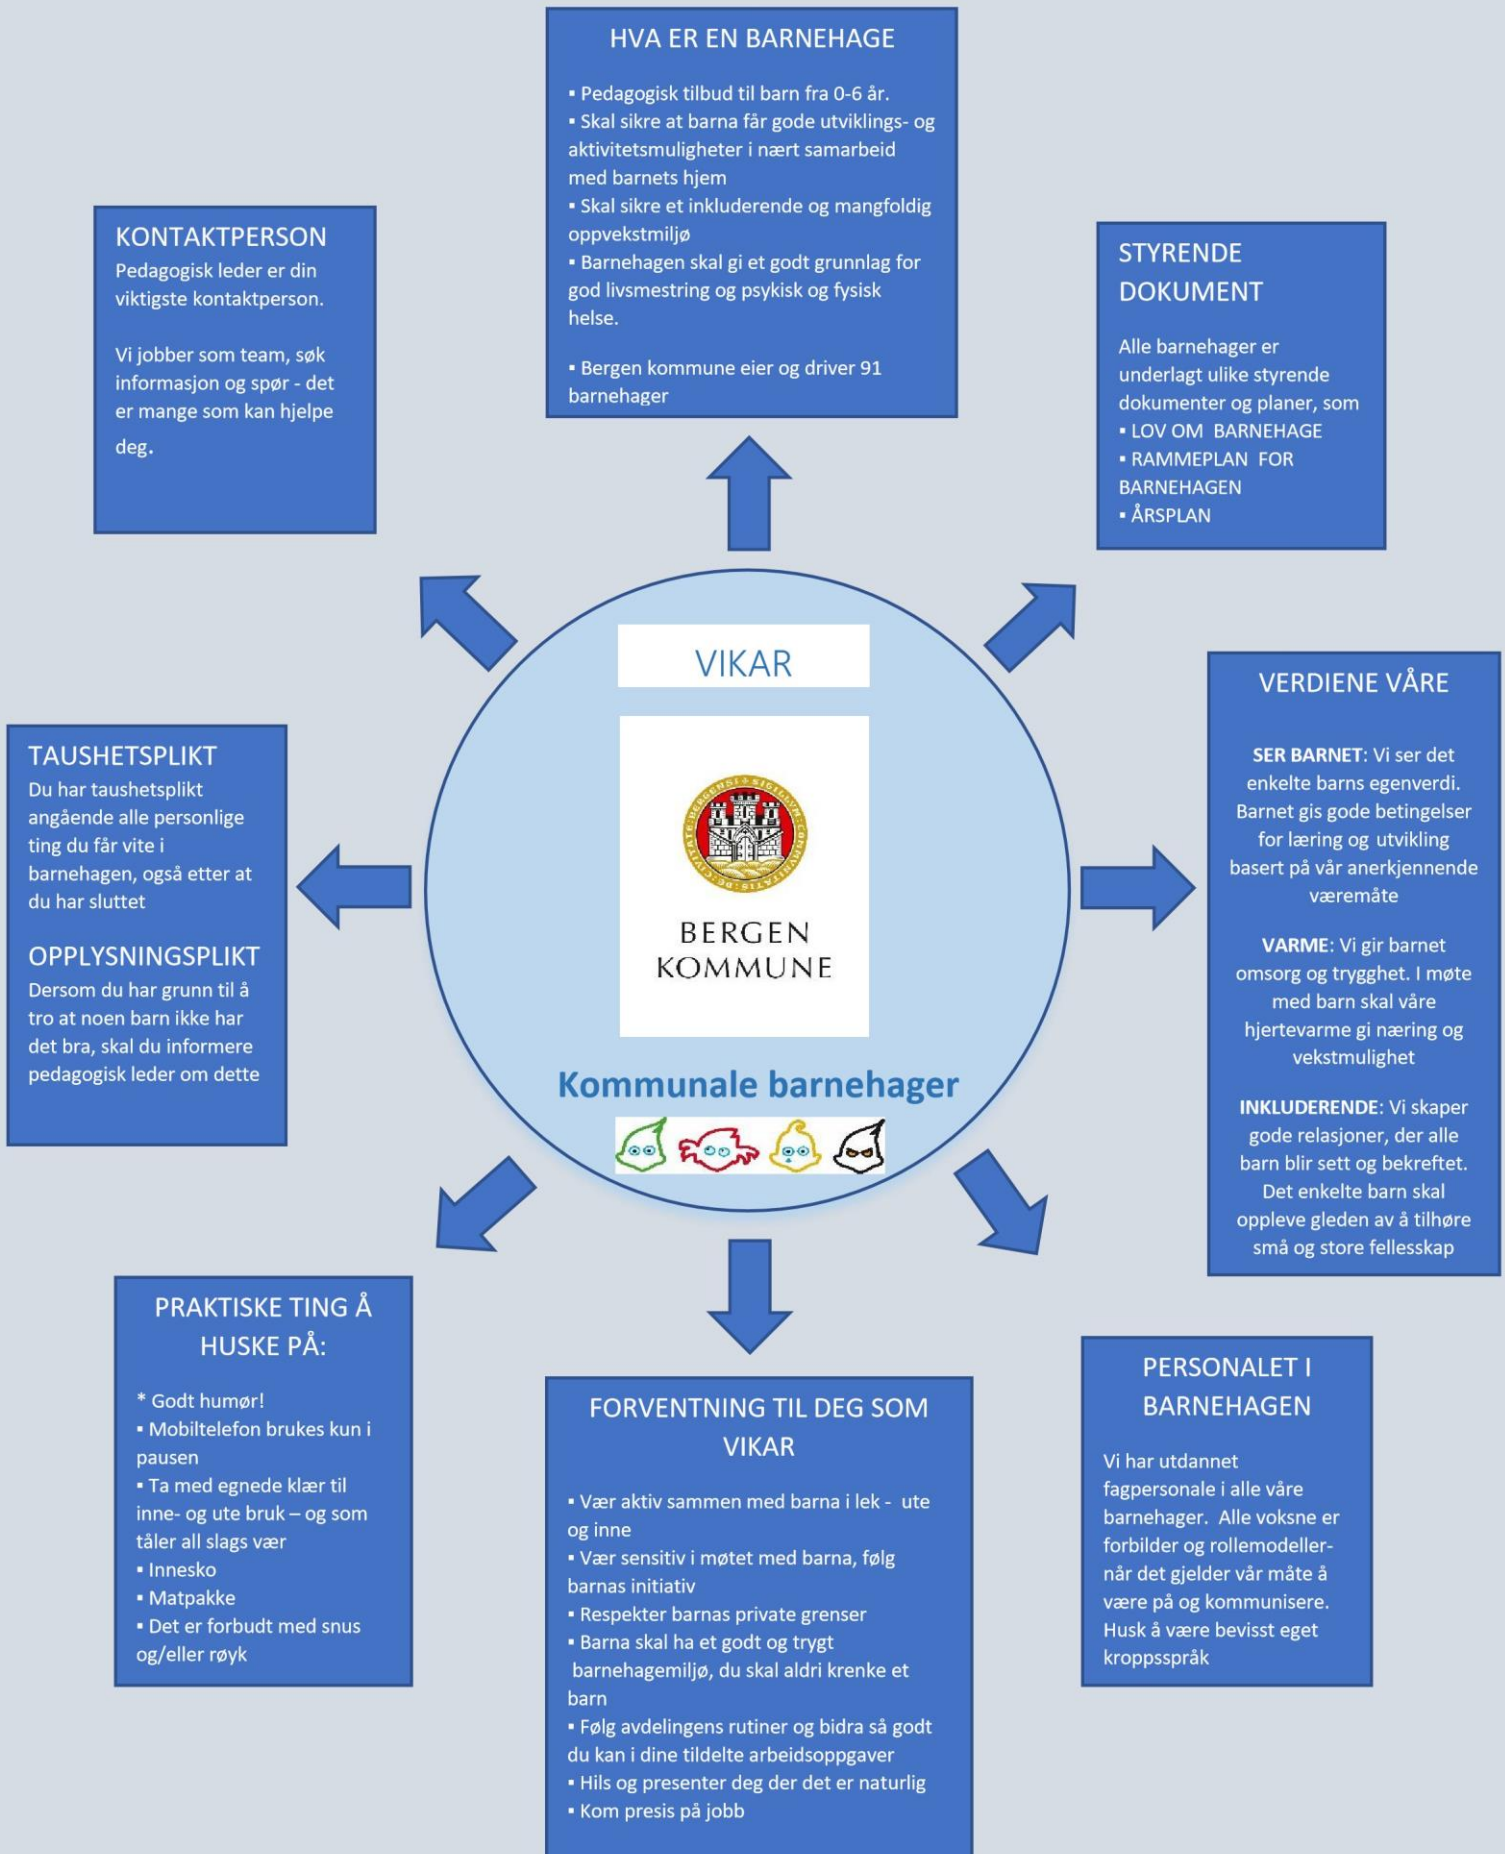 HVA ER EN BARNEHAGE
▪ Pedagogisk tilbud til barn fra 0-6 år.
▪ Skal sikre at barna får gode utviklings- og
aktivitetsmuligheter i nært samarbeid
med barnets hjem
▪ Skal sikre et inkluderende og mangfoldig
oppvekstmiljø
▪ Barnehagen skal gi et godt grunnlag for
god livsmestring og psykisk og fysisk
helse.
▪ Bergen kommune eier og driver 91
barnehager
KONTAKTPERSON
Pedagogisk leder er din
viktigste kontaktperson.
Vi jobber som team, søk
informasjon og spør - det
er mange som kan hjelpe
deg.
STYRENDE
DOKUMENT
Alle barnehager er
underlagt ulike styrende
dokumenter og planer, som
▪ LOV OM BARNEHAGE
▪ RAMMEPLAN FOR
BARNEHAGEN
▪ ÅRSPLAN
VIKAR
BERGEN
KOMMUNE
Kommunale barnehager
TAUSHETSPLIKT
Du har taushetsplikt
angående alle personlige
ting du får vite i
barnehagen, også etter at
du har sluttet
OPPLYSNINGSPLIKT
Dersom du har grunn til å
tro at noen barn ikke har
det bra, skal du informere
pedagogisk leder om dette
VERDIENE VÅRE
SER BARNET: Vi ser det
enkelte barns egenverdi.
Barnet gis gode betingelser
for læring og utvikling
basert på vår anerkjennende
væremåte
VARME: Vi gir barnet
omsorg og trygghet. I møte
med barn skal våre
hjertevarme gi næring og
vekstmulighet
INKLUDERENDE: Vi skaper
gode relasjoner, der alle
barn blir sett og bekreftet.
Det enkelte barn skal
oppleve gleden av å tilhøre
små og store fellesskap
PRAKTISKE TING Å
HUSKE PÅ:
* Godt humør!
▪ Mobiltelefon brukes kun i
pausen
▪ Ta med egnede klær til
inne- og ute bruk – og som
tåler all slags vær
▪ Innesko
▪ Matpakke
▪ Det er forbudt med snus
og/eller røyk
FORVENTNING TIL DEG SOM
VIKAR
▪ Vær aktiv sammen med barna i lek - ute
og inne
▪ Vær sensitiv i møtet med barna, følg
barnas initiativ
▪ Respekter barnas private grenser
▪ Barna skal ha et godt og trygt
barnehagemiljø, du skal aldri krenke et
barn
▪ Følg avdelingens rutiner og bidra så godt
du kan i dine tildelte arbeidsoppgaver
▪ Hils og presenter deg der det er naturlig
▪ Kom presis på jobb
PERSONALET I
BARNEHAGEN
Vi har utdannet
fagpersonale i alle våre
barnehager. Alle voksne er
forbilder og rollemodeller-
når det gjelder vår måte å
være på og kommunisere.
Husk å være bevisst eget
kroppsspråk